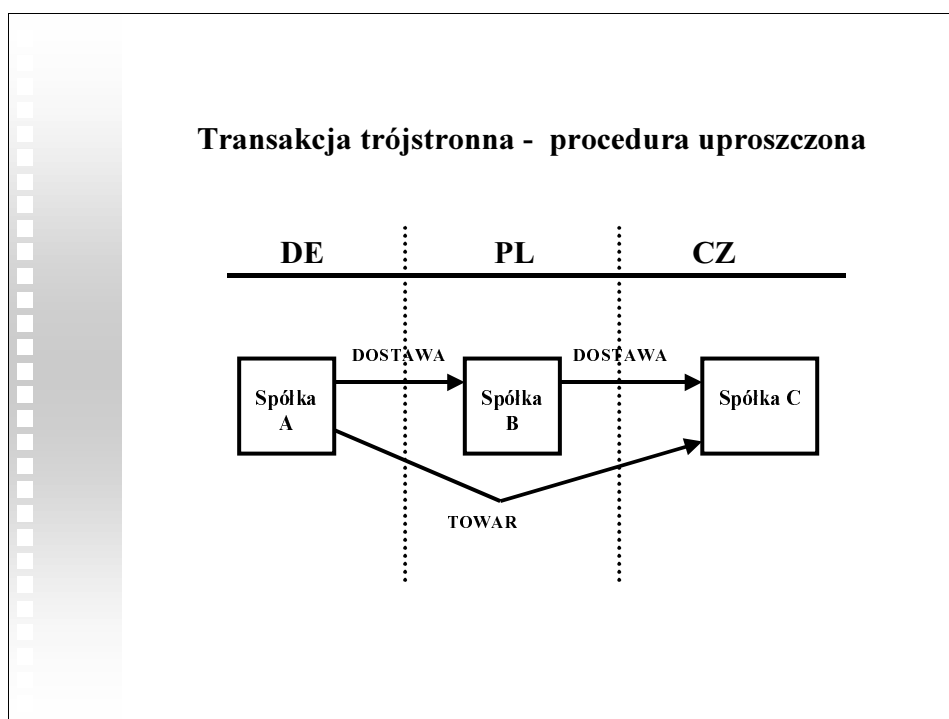 Transakcja trójstronna - procedura uproszczona
DE PL CZ
DOSTAWA DOSTAWA
Spółka Spółka Spółka C
A B
TOWAR